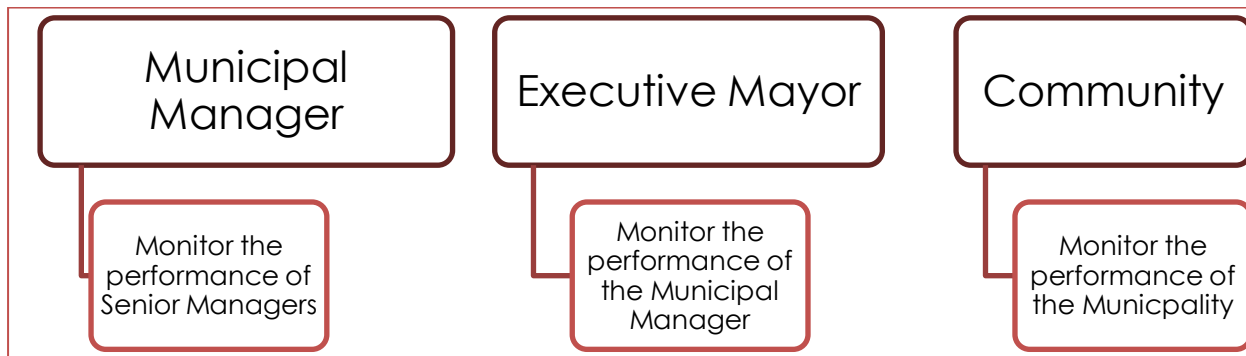 Municipal
Manager
Monitor the
performance of
Senior Managers
Executive Mayor
Monitor the
performance of
the Municipal
Manager
Community
Monitor the
performance of
the Municpality